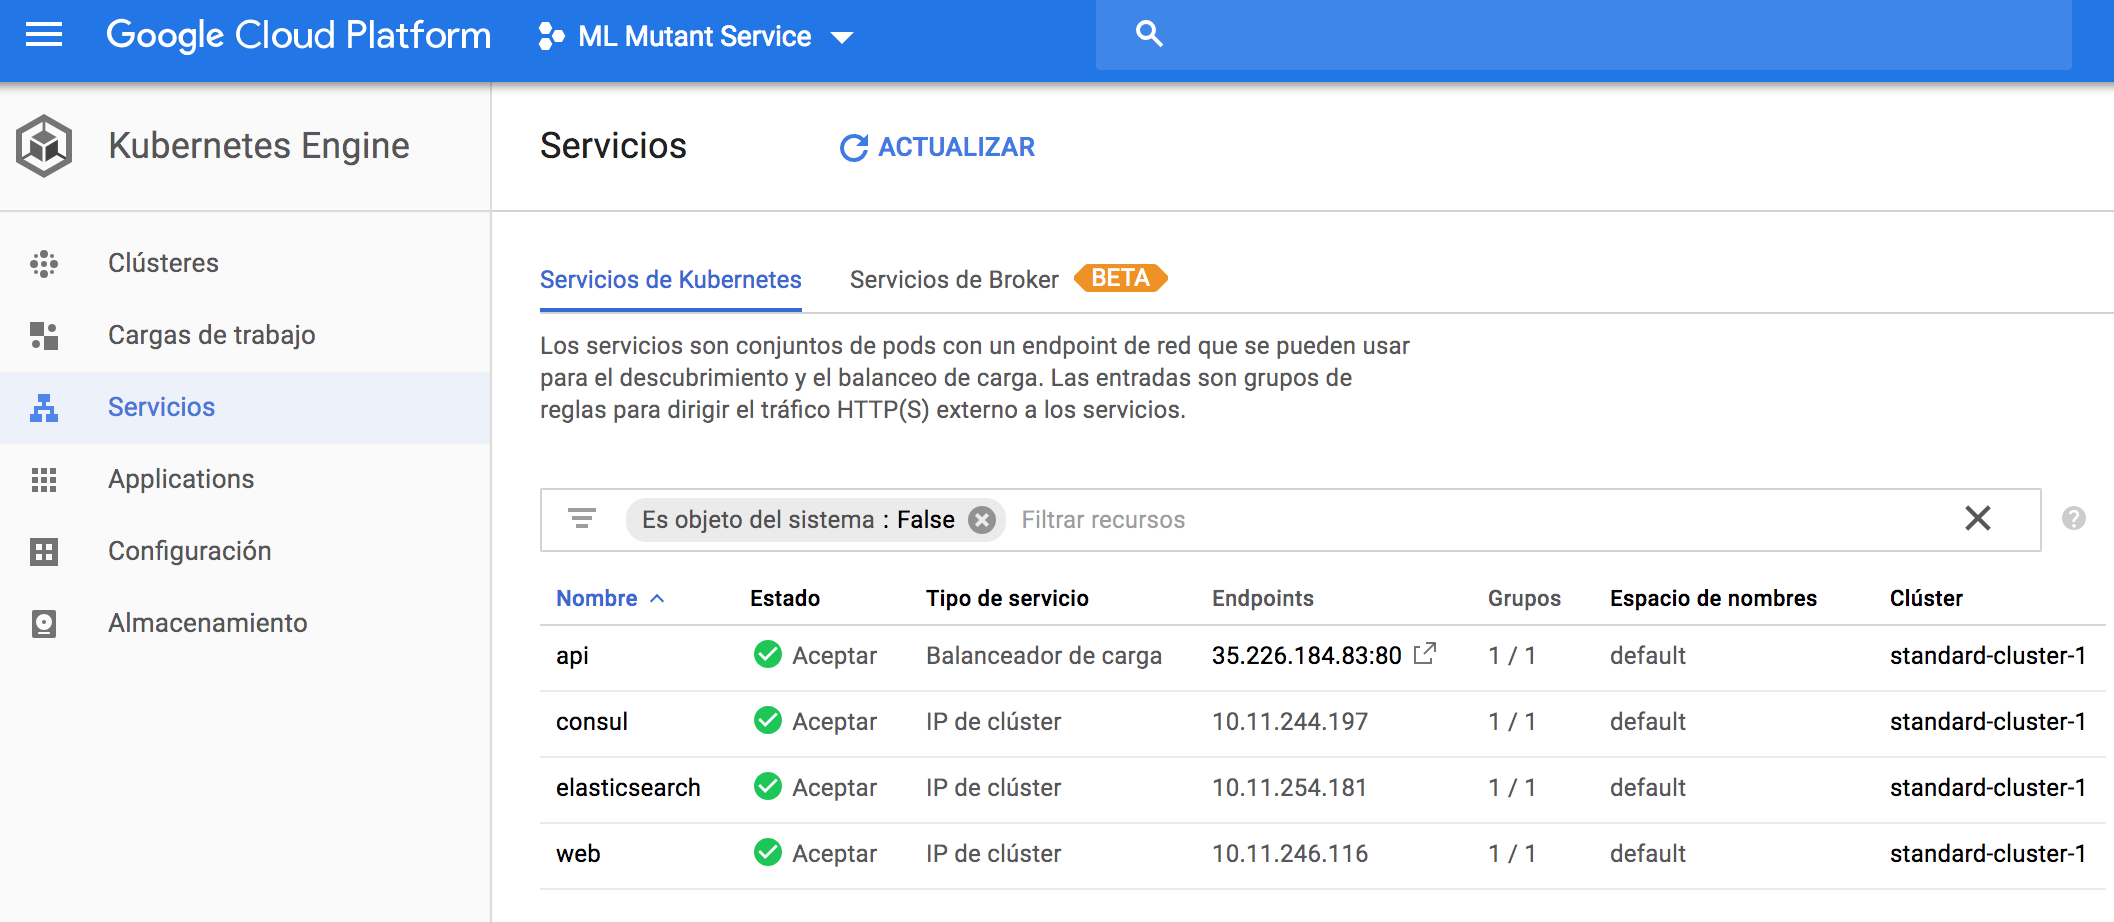 Google Cloud Platform ML Mutant Service
Kubernetes Engine
Servicios ACTUALIZAR
Clústeres
Cargas de trabajo
Servicios
Applications
Configuración
Almacenamiento
Servicios de Kubernetes Servicios de Broker BETA
Los servicios son conjuntos de pods con un endpoint de red que se pueden usar
para el descubrimiento y el balanceo de carga. Las entradas son grupos de
reglas para dirigir el tráfico HTTP(S) externo a los servicios.
Es objeto del sistema : False Filtrar recursos
Nombre Estado Tipo de servicio Endpoints Grupos Espacio de nombres Clúster
api Aceptar Balanceador de carga 35.226.184.83:80 1 / 1 default standard-cluster-1
consul Aceptar IP de clúster 10.11.244.197 1 / 1 default standard-cluster-1
elasticsearch Aceptar IP de clúster 10.11.254.181 1 / 1 default standard-cluster-1
web Aceptar IP de clúster 10.11.246.116 1 / 1 default standard-cluster-1